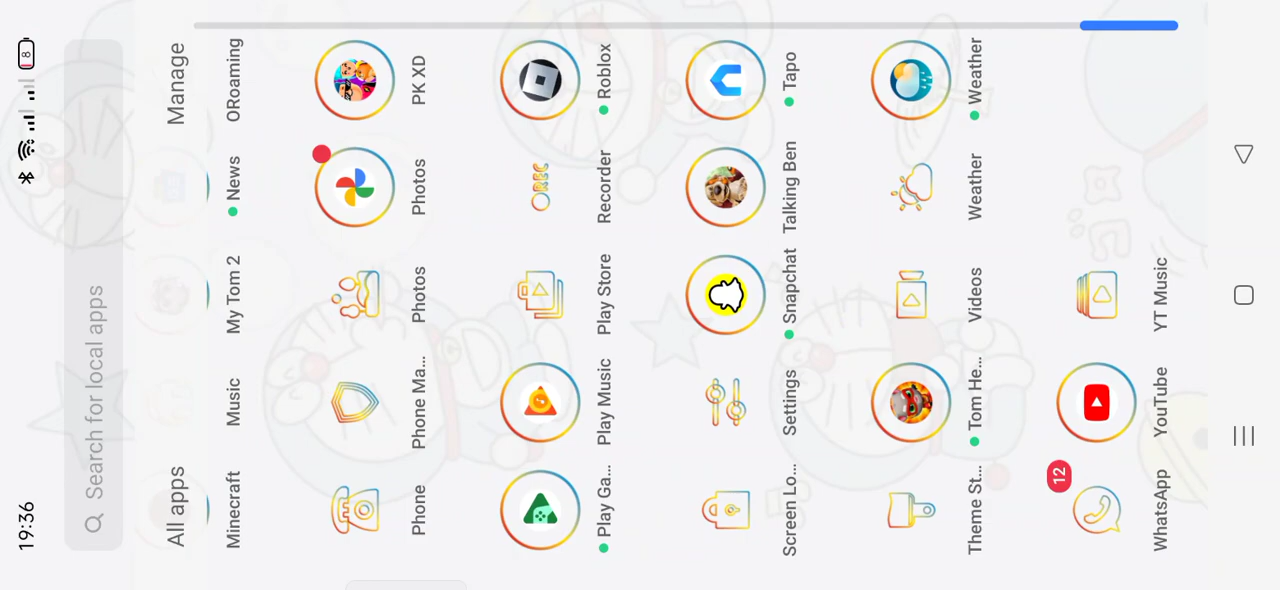 19:36 8
Search for local apps
All apps Manage
Minecraft Music My Tom 2 News ORoaming
Phone Phone Ma... Photos Photos PK XD
Play Ga... Play Music Play Store Recorder Roblox
REC
Screen Lo... Settings Snapchat Talking Ben Tapo
Theme St... Tom He... Videos Weather Weather
12
WhatsApp YouTube YT Music